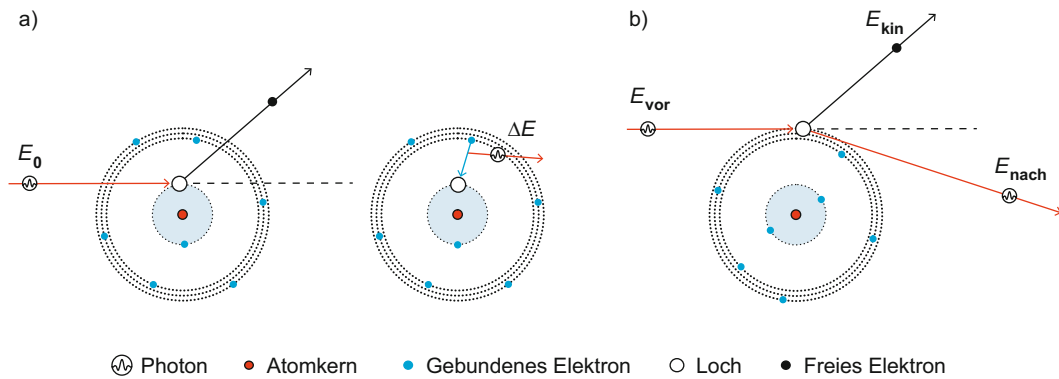 a)
E0
ΔE
b)
Ekin
Evor
Enach
Photon
Atomkern
Gebundenes Elektron
Loch
Freies Elektron